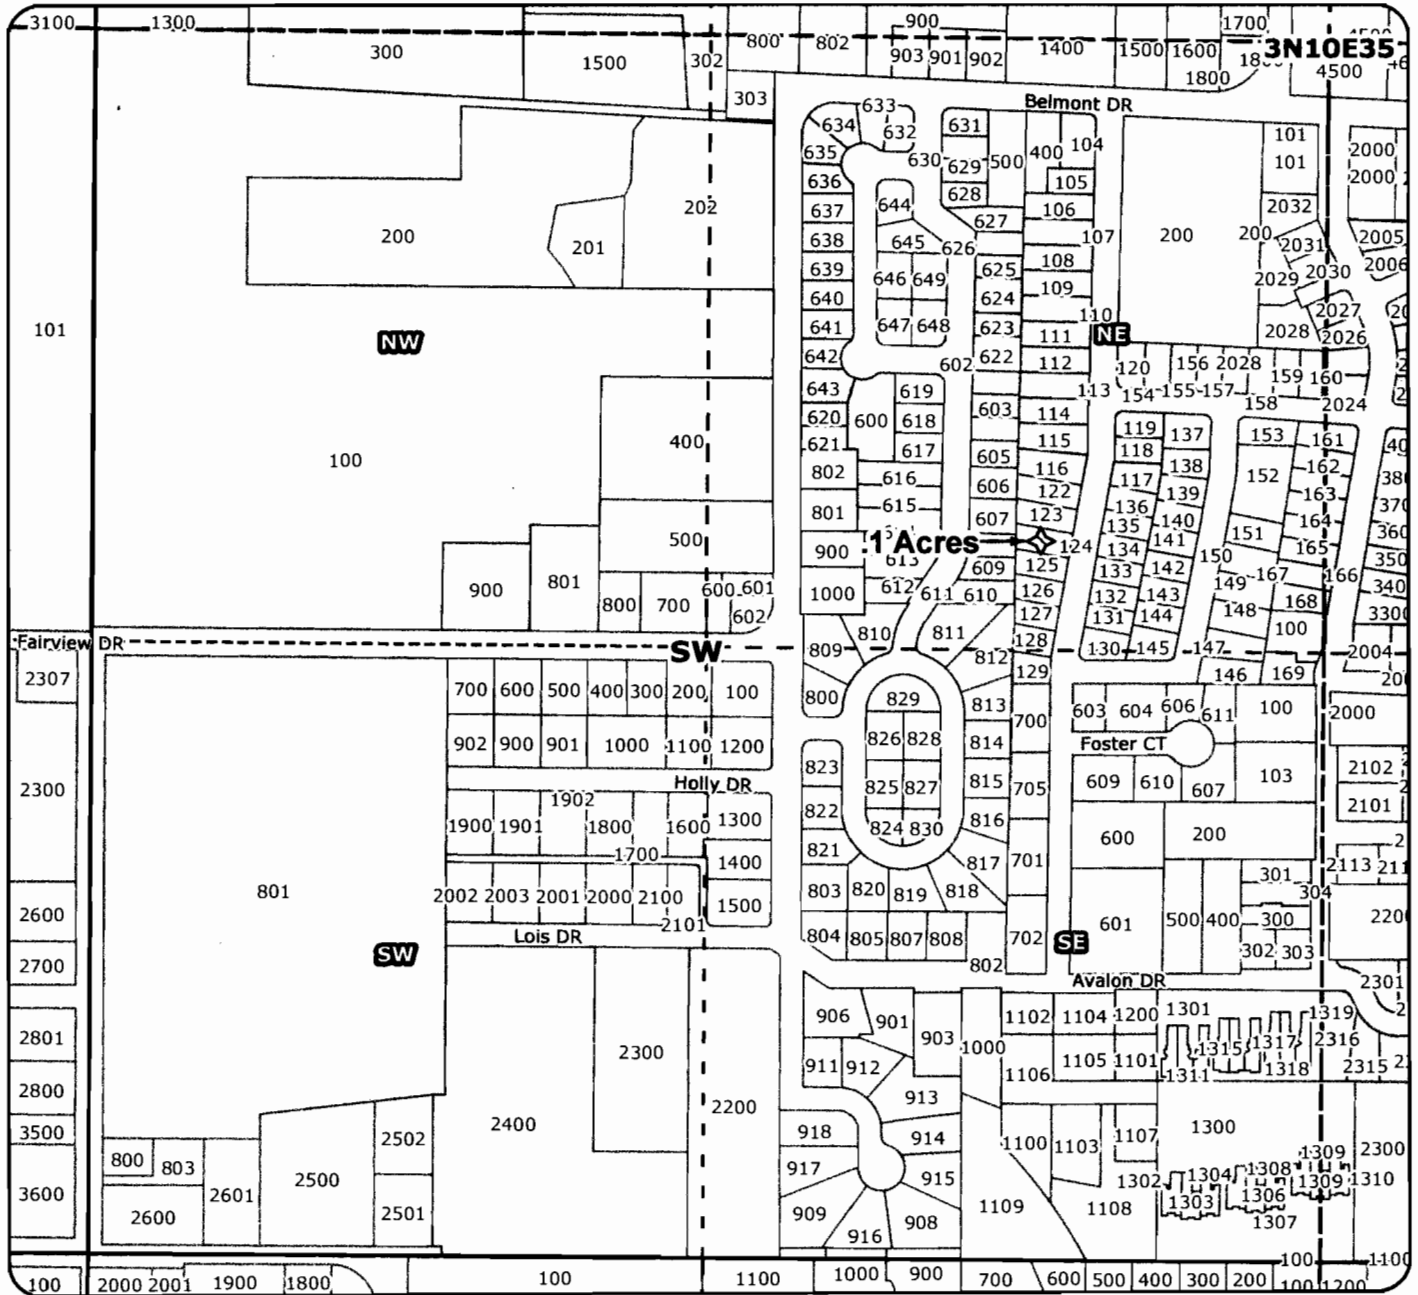 3100 1300 300 1500 302 800 802 900 903 901 902 1400 1500 1600 1700 1800
3N10E35
4500
303
Belmont DR
633 634 632 631 635 630 629 500 400 104 101 101 2000 2000
636 628 105
637 644 627 106 2032
200 201 202
638 645 626 107 200 200 2031 2005
639 646 649 625 108 2029 2030 2006
640 624 109 2027
101
NW
641 647 648 623 110 111
NE
2028 2026
642 602 622 112 120 156 2028 159 160
643 619 603 113 154 155 157 158 2024
100 400
620 600 618 114 119 137 153 161
621 617 605 115 118 138 162
802 616 606 116 117 139 152 163
801 615 607 122 136 140 164
500
123 135 141 151 165
900 613
.1 Acres
124 134 150
900 801 800 700 600 601 602
1000 612 611 609 610 125 133 142 149 167 166
126 132 143 148 168
127 131 144 100
3300
Fairview DR
SW
809 810 811 812 128 130 145 147 2004
2307
129 146 169
700 600 500 400 300 200 100
800 829 813 700 603 604 606 611 100 2000
902 900 901 1000 1100 1200
826 828 814
Foster CT
2300
Holly DR
823 825 827 815 705 609 610 607 103 2102
1900 1901 1902 1800 1600 1300
822 824 830 816 600 200 2101
1700 1400
821 817 701 301 2113
801
2002 2003 2001 2000 2100 1500
803 820 819 818 304
2600
2101
Lois DR
804 805 807 808 802 702 601 500 400 300
SW
SE
302 303
2700
Avalon DR
2301
906 901 903 1000 1102 1104 1200 1301 1319
2801
2300
911 912 1106 1105 1101 1311 1315 1317 1318 2316 2315
2800
913
3500
2502 2400 2200
918 914 1100 1103 1107 1300 2300
800 803
917 915 1302 1304 1308 1309 1309 1310
3600
2601 2500
1303 1306
2600 2501
909 916 908 1109 1108 1307
100 1100
100 2000 2001 1900 1800 100 1100 1000 900 700 600 500 400 300 200 100 1200